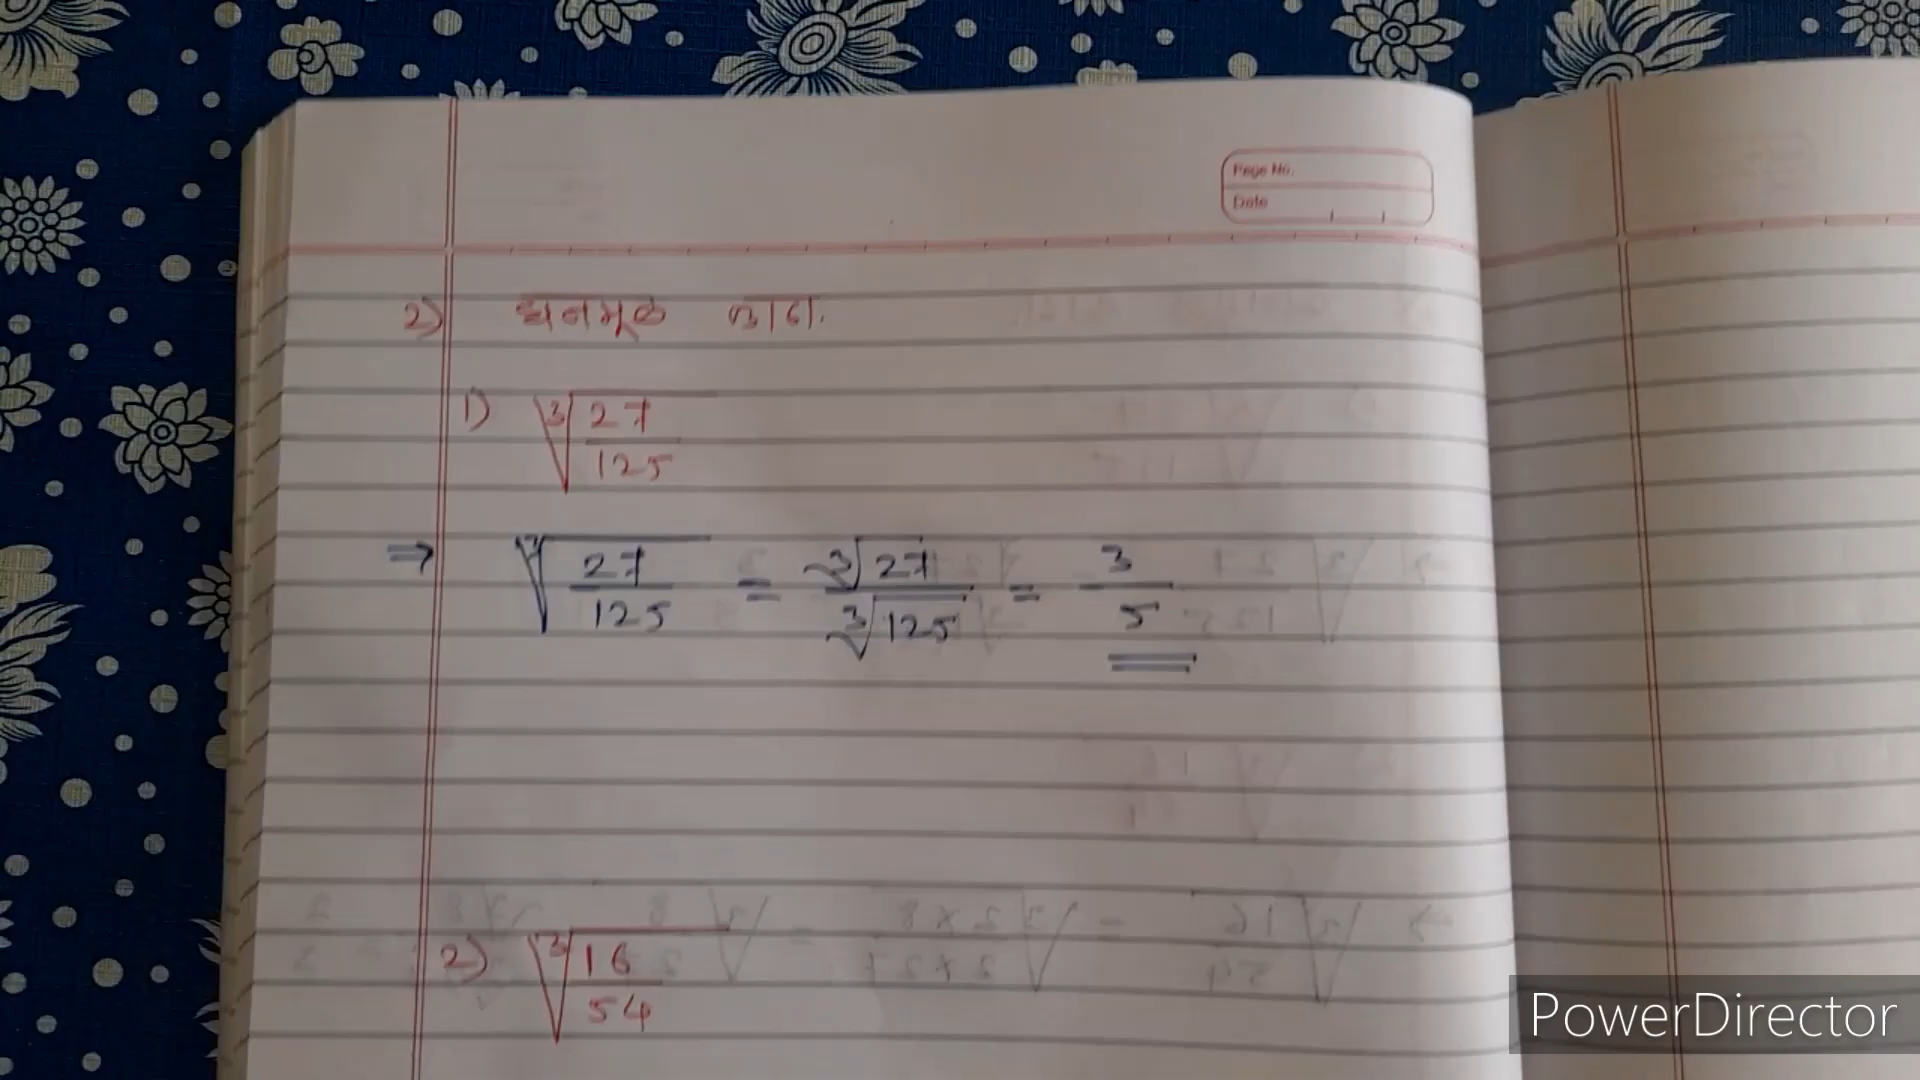 Page No.
Date
2) घनमूळ काढा.
1) ∛(27/125)
⇒ ∛(27/125) = ∛27/∛125 = 3/5
2) ∛(16/54)
PowerDirector